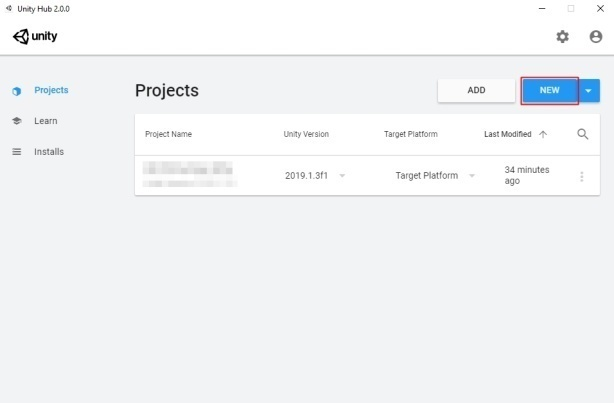 Unity Hub 2.0.0
unity
Projects
Learn
Installs
Projects
ADD
NEW
Project Name
Unity Version
Target Platform
Last Modified
2019.1.3f1
Target Platform
34 minutes
ago